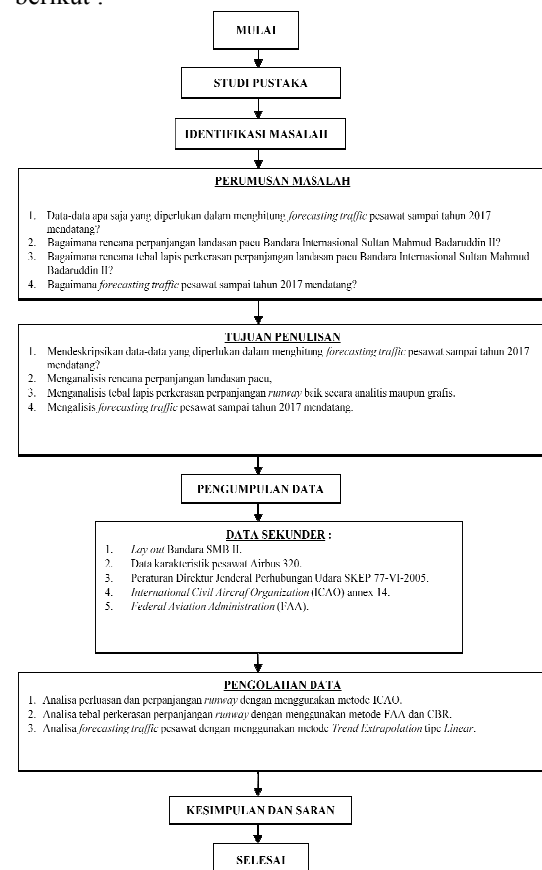 berikut :
MULAI
STUDI PUSTAKA
IDENTIFIKASI MASALAH
PERUMUSAN MASALAH
1. Data-data apa saja yang diperlukan dalam menghitung forecasting traffic pesawat sampai tahun 2017
mendatang?
2. Bagaimana rencana perpanjangan landasan pacu Bandara Internasional Sultan Mahmud Badaruddin II?
3. Bagaimana rencana tebal lapis perkerasan perpanjangan landasan pacu Bandara Internasional Sultan Mahmud
Badaruddin II?
4. Bagaimana forecasting traffic pesawat sampai tahun 2017 mendatang?
TUJUAN PENULISAN
1. Mendeskripsikan data-data yang diperlukan dalam menghitung forecasting traffic pesawat sampai tahun 2017
mendatang?
2. Menganalisis rencana perpanjangan landasan pacu,
3. Menganalisis tebal lapis perkerasan perpanjangan runway baik secara analitis maupun grafis.
4. Mengalisis forecasting traffic pesawat sampai tahun 2017 mendatang.
PENGUMPULAN DATA
DATA SEKUNDER :
1. Lay out Bandara SMB II.
2. Data karakteristik pesawat Airbus 320.
3. Peraturan Direktur Jenderal Perhubungan Udara SKEP 77-VI-2005.
4. International Civil Aircraf Organization (ICAO) annex 14.
5. Federal Aviation Administration (FAA).
PENGOLAHAN DATA
1. Analisa perluasan dan perpanjangan runway dengan menggunakan metode ICAO.
2. Analisa tebal perkerasan perpanjangan runway dengan menggunakan metode FAA dan CBR.
3. Analisa forecasting traffic pesawat dengan menggunakan metode Trend Extrapolation tipe Linear.
KESIMPULAN DAN SARAN
SELESAI